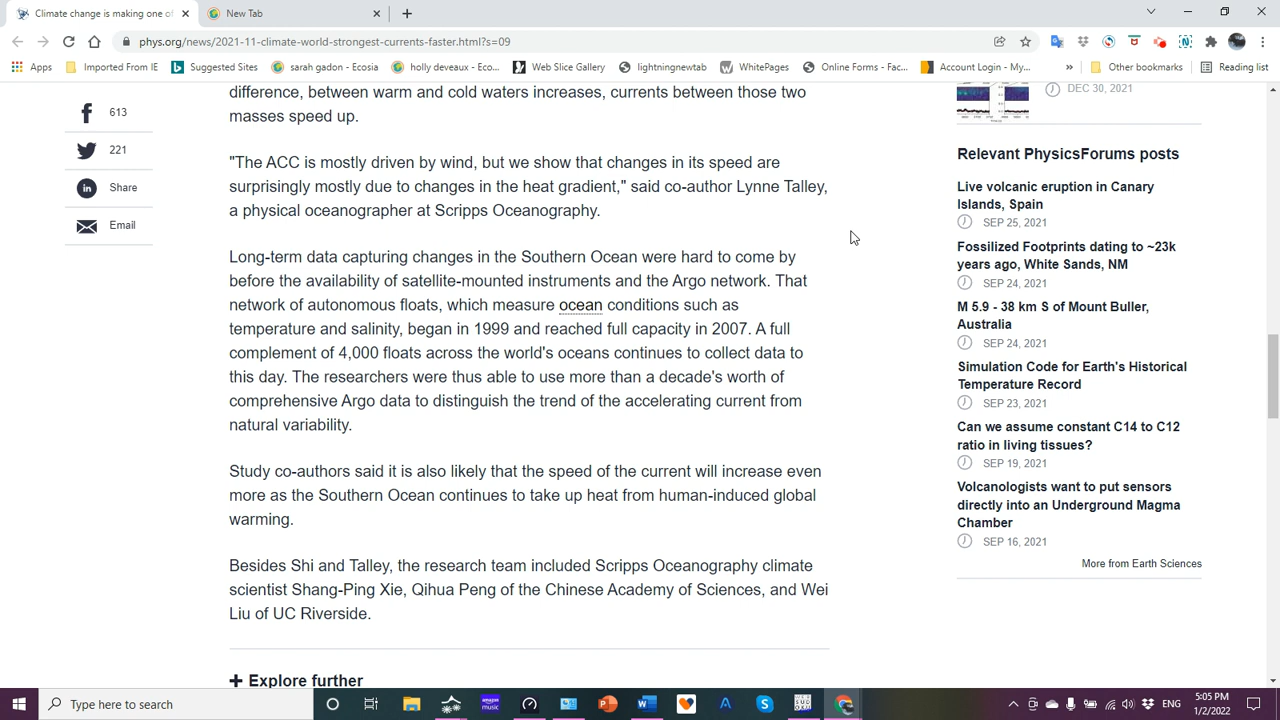 Climate change is making one of
New Tab
phys.org/news/2021-11-climate-world-strongest-currents-faster.html?s=09
Apps
Imported From IE
Suggested Sites
sarah gadon - Ecosia
holly deveaux - Eco...
Web Slice Gallery
lightningnewtab
WhitePages
Online Forms - Fac...
Account Login - My...
»
Other bookmarks
Reading list
613
221
Share
Email
difference between warm and cold waters increases, currents between those two
masses speed up.
"The ACC is mostly driven by wind, but we show that changes in its speed are
surprisingly mostly due to changes in the heat gradient," said co-author Lynne Talley,
a physical oceanographer at Scripps Oceanography.
Long-term data capturing changes in the Southern Ocean were hard to come by
before the availability of satellite-mounted instruments and the Argo network. That
network of autonomous floats, which measure ocean conditions such as
temperature and salinity, began in 1999 and reached full capacity in 2007. A full
complement of 4,000 floats across the world's oceans continues to collect data to
this day. The researchers were thus able to use more than a decade's worth of
comprehensive Argo data to distinguish the trend of the accelerating current from
natural variability.
Study co-authors said it is also likely that the speed of the current will increase even
more as the Southern Ocean continues to take up heat from human-induced global
warming.
Besides Shi and Talley, the research team included Scripps Oceanography climate
scientist Shang-Ping Xie, Qihua Peng of the Chinese Academy of Sciences, and Wei
Liu of UC Riverside.
Explore further
DEC 30, 2021
Relevant PhysicsForums posts
Live volcanic eruption in Canary
Islands, Spain
SEP 25, 2021
Fossilized Footprints dating to ~23k
years ago, White Sands, NM
SEP 24, 2021
M 5.9 - 38 km S of Mount Buller,
Australia
SEP 24, 2021
Simulation Code for Earth's Historical
Temperature Record
SEP 23, 2021
Can we assume constant C14 to C12
ratio in living tissues?
SEP 19, 2021
Volcanologists want to put sensors
directly into an Underground Magma
Chamber
SEP 16, 2021
More from Earth Sciences
Type here to search
ENG
5:05 PM
1/2/2022